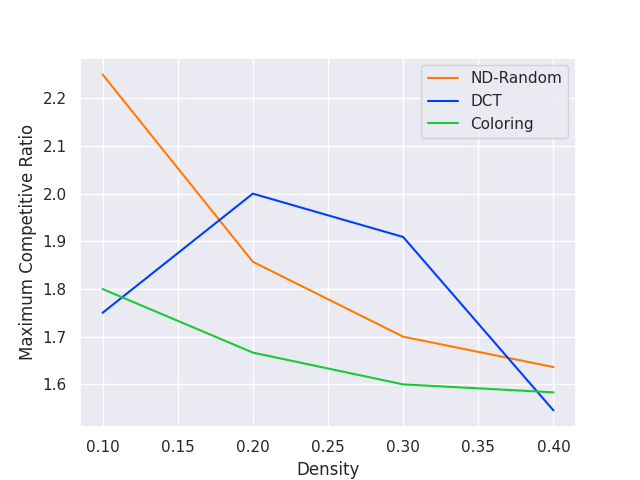 ND-Random
DCT
Coloring
Maximum Competitive Ratio
2.2
2.1
2.0
1.9
1.8
1.7
1.6
0.10 0.15 0.20 0.25 0.30 0.35 0.40
Density